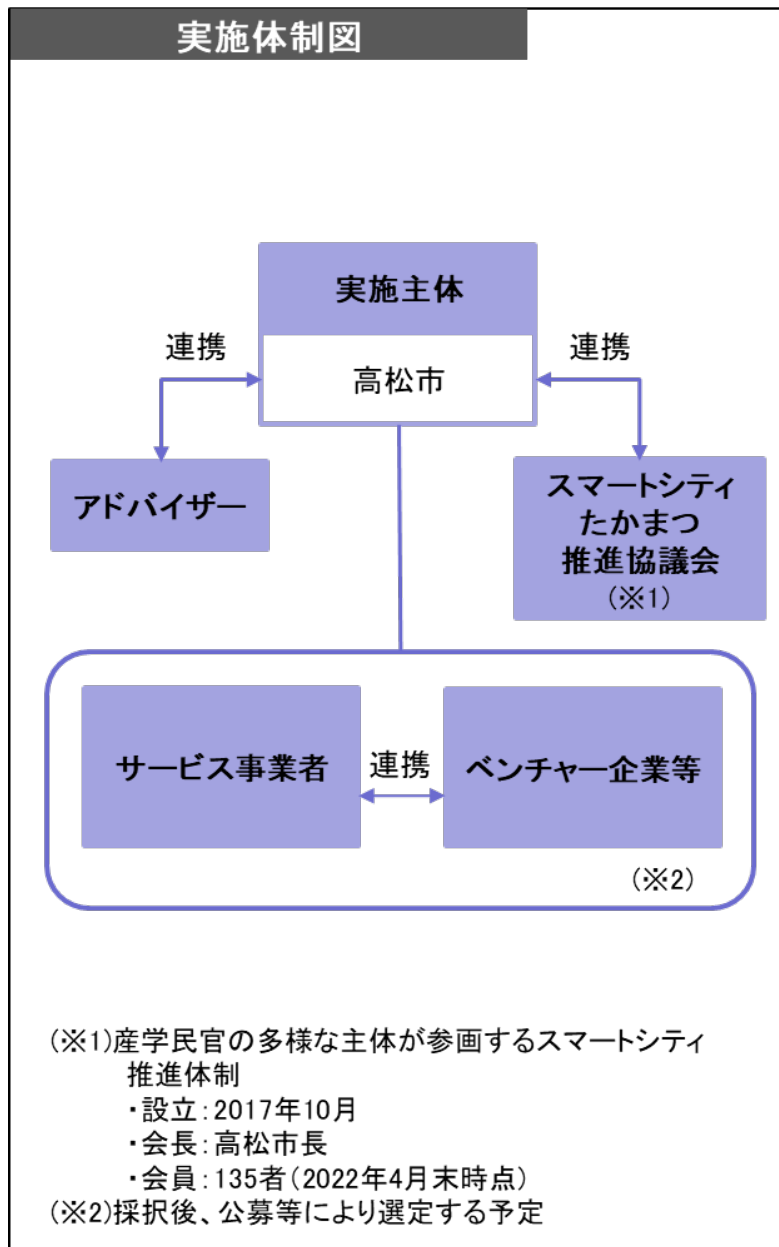 実施体制図
実施主体
連携
連携
高松市
アドバイザー
スマートシティ
たかまつ
推進協議会
(※1)
サービス事業者
連携
ベンチャー企業等
(※2)
(※1)産学民官の多様な主体が参画するスマートシティ
推進体制
・設立：2017年10月
・会長：高松市長
・会員：135者(2022年4月末時点)
(※2)採択後、公募等により選定する予定